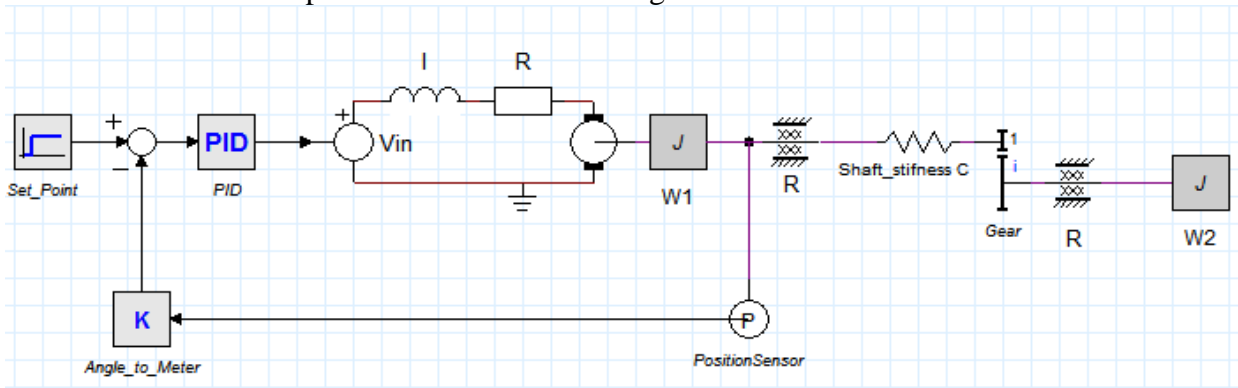 I
R
+
+
−
PID
Vin
J
1
i
J
Set_Point
PID
W1
R
Shaft_stifness C
Gear
R
W2
K
P
Angle_to_Meter
PositionSensor